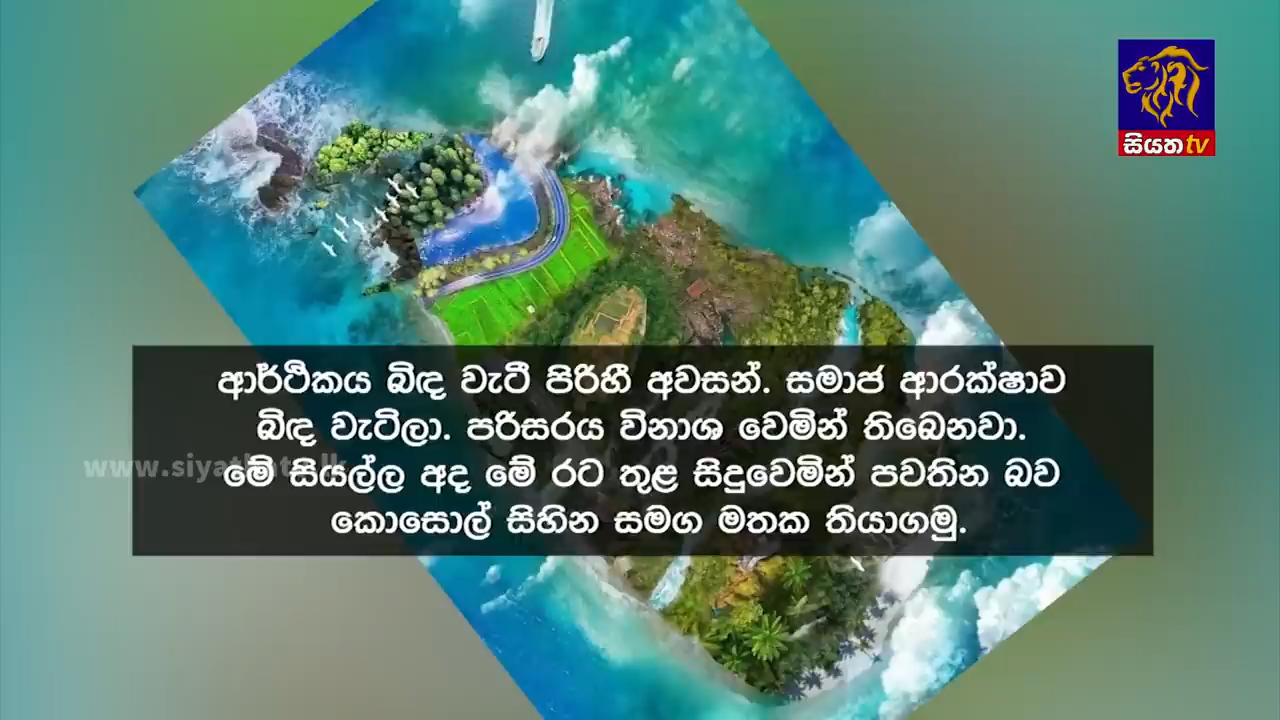 සියත tv
ආර්ථිකය බිඳ වැටී පිරිහී අවසන්. සමාජ ආරක්ෂාව
බිඳ වැටිලා. පරිසරය විනාශ වෙමින් තිබෙනවා.
මේ සියල්ල අද මේ රට තුළ සිදුවෙමින් පවතින බව
කොසොල් සිහින සමග මතක තියාගමු.